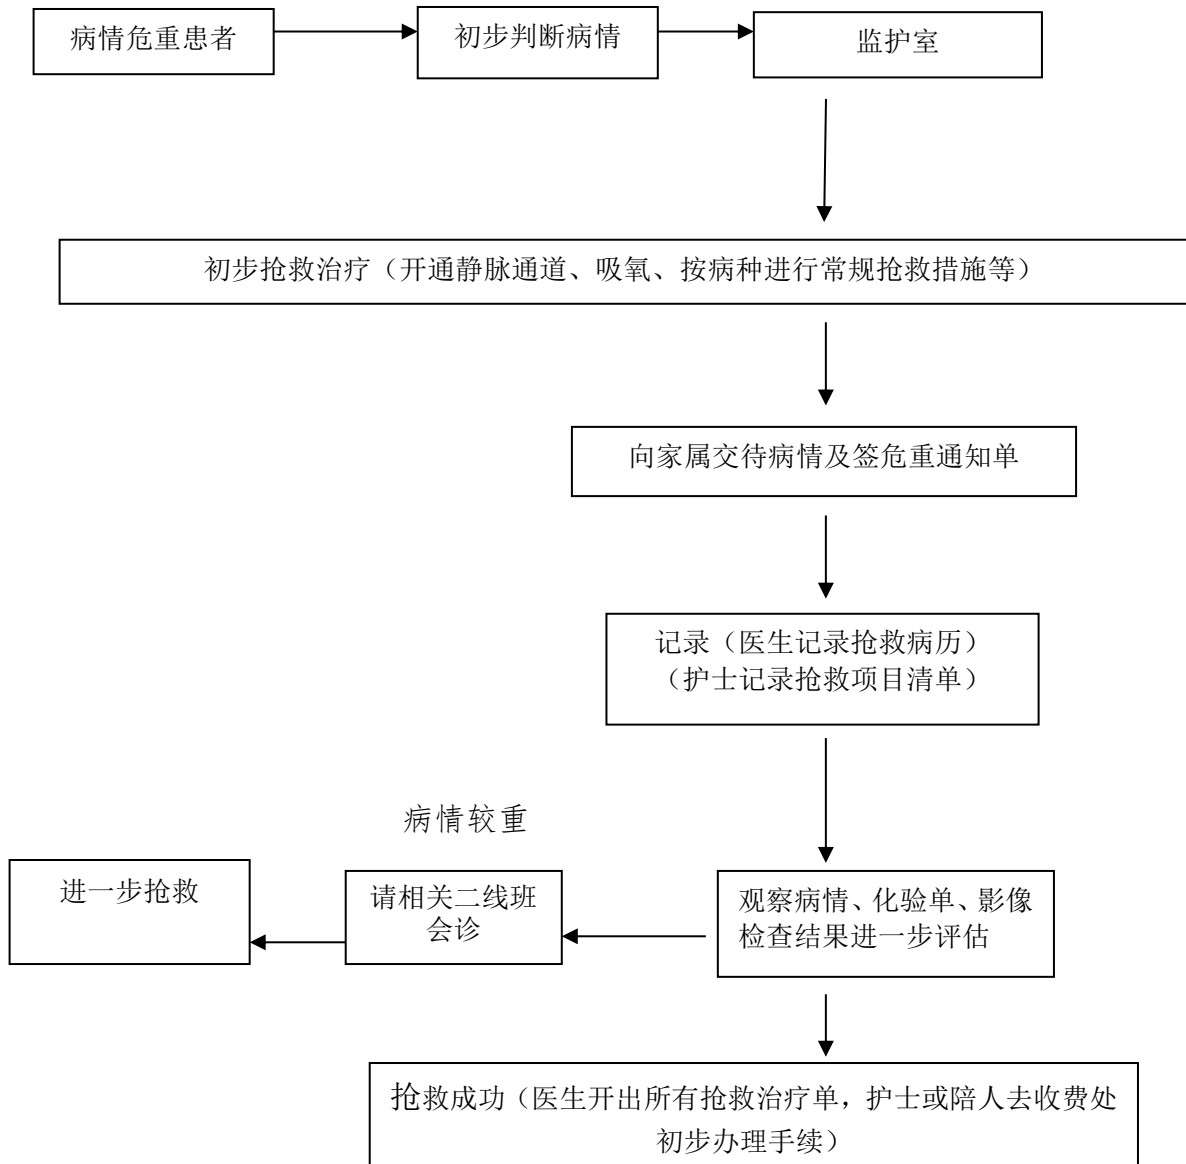 病情危重患者
初步判断病情
监护室
初步抢救治疗（开通静脉通道、吸氧、按病种进行常规抢救措施等）
向家属交待病情及签危重通知单
记录（医生记录抢救病历）
（护士记录抢救项目清单）
病情较重
进一步抢救
请相关二线班
会诊
观察病情、化验单、影像
检查结果进一步评估
抢救成功（医生开出所有抢救治疗单，护士或陪人去收费处
初步办理手续）